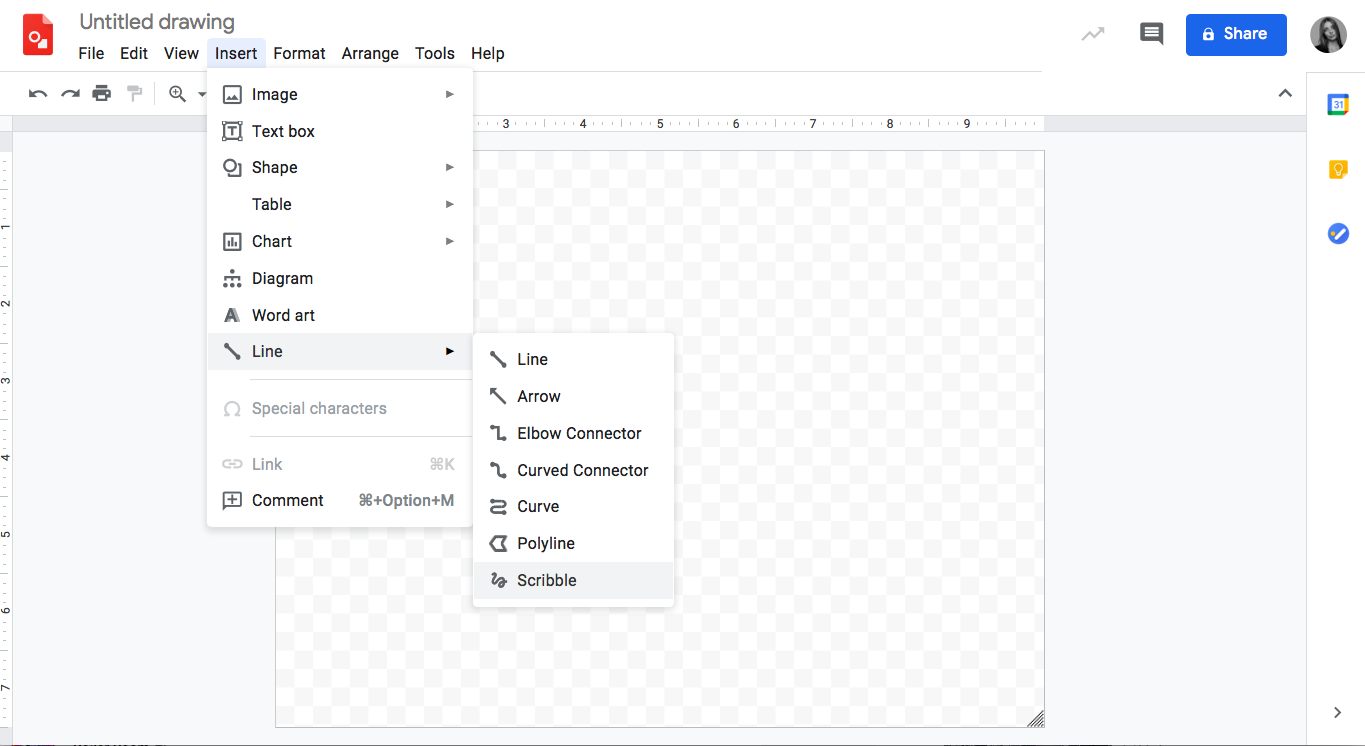 Untitled drawing
File Edit View Insert Format Arrange Tools Help
Share
31
Image
Text box
Shape
Table
Chart
Diagram
Word art
Line
Special characters
Link ⌘K
Comment ⌘+Option+M
Line
Arrow
Elbow Connector
Curved Connector
Curve
Polyline
Scribble
3 4 5 6 7 8 9
1
2
3
4
5
6
7